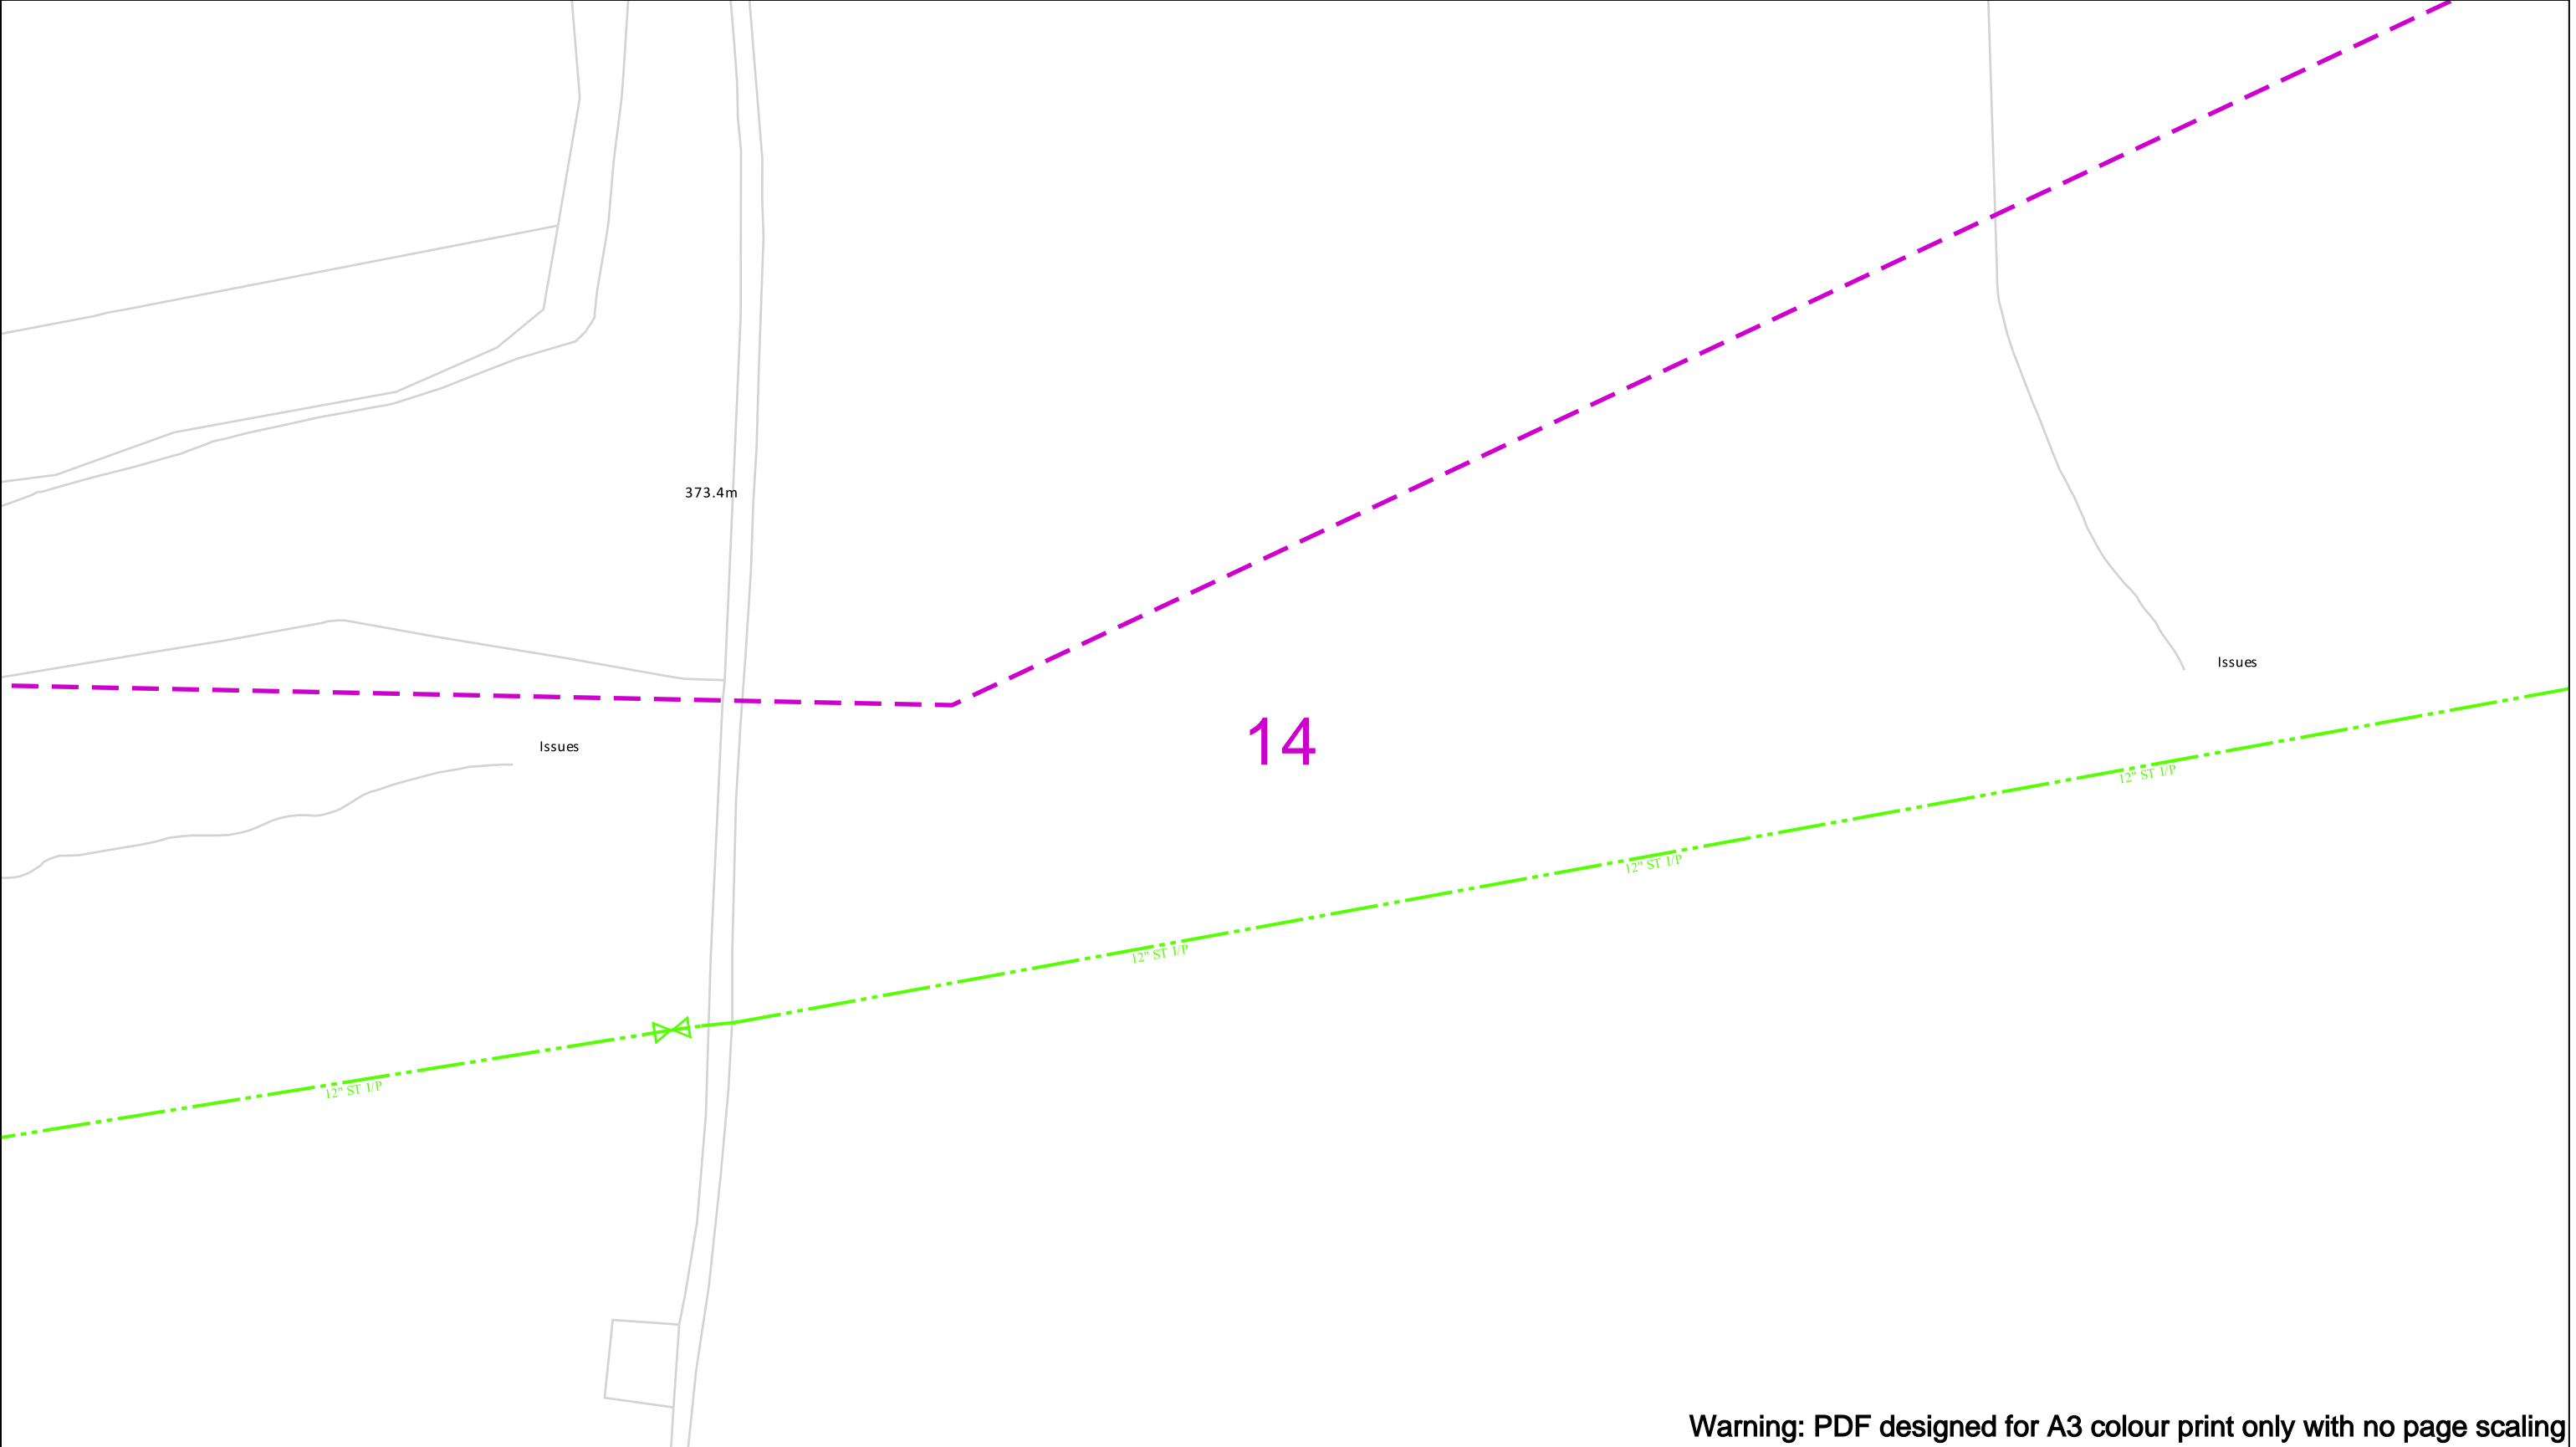 373.4m
Issues
Issues
14
12" ST I/P
12" ST I/P
12" ST I/P
12" ST I/P
Warning: PDF designed for A3 colour print only with no page scaling